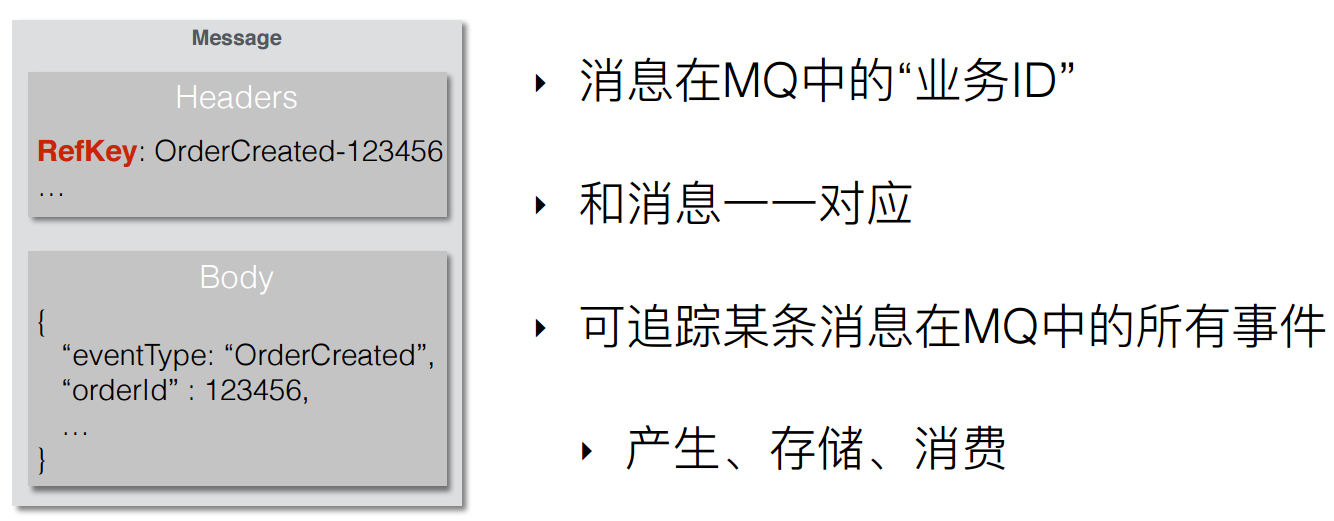 Message
Headers
RefKey: OrderCreated-123456
…
Body
{
“eventType: “OrderCreated”,
“orderId” : 123456,
…
}
‣ 消息在MQ中的“业务ID”
‣ 和消息一一对应
‣ 可追踪某条消息在MQ中的所有事件
‣ 产生、存储、消费